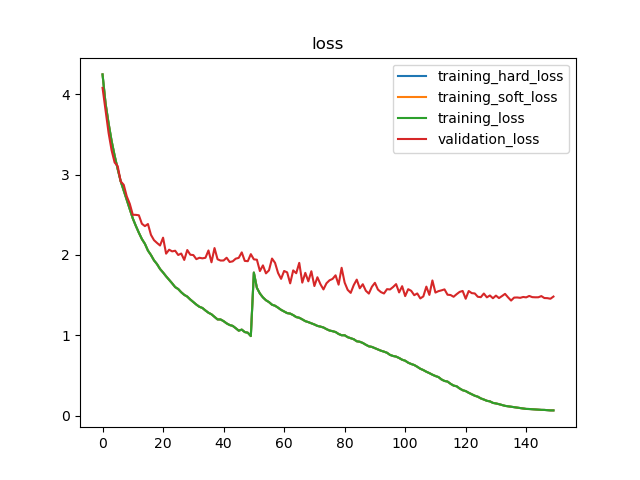 loss
training_hard_loss
training_soft_loss
training_loss
validation_loss
4
3
2
1
0
0 20 40 60 80 100 120 140